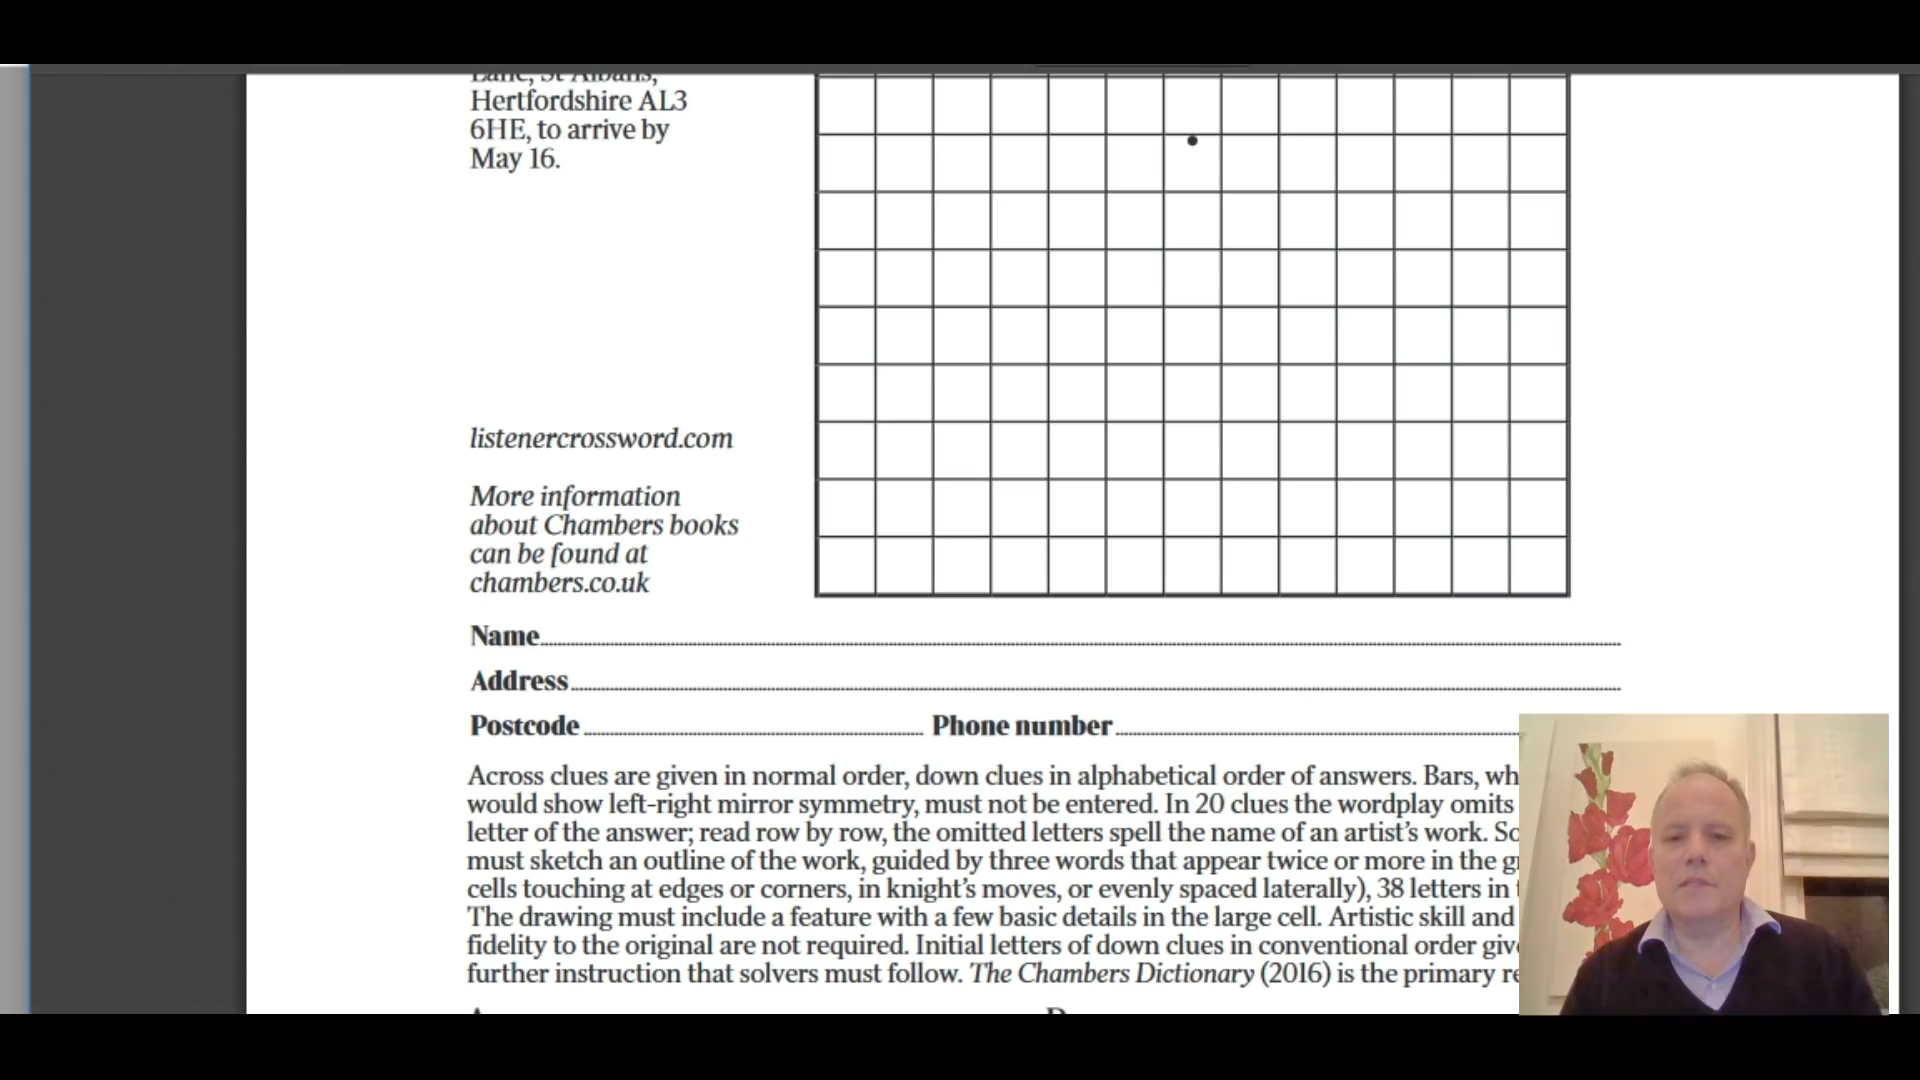 Lane, St Albans,
Hertfordshire AL3
6HE, to arrive by
May 16.
listenercrossword.com
More information
about Chambers books
can be found at
chambers.co.uk
Name
Address
Postcode Phone number
Across clues are given in normal order, down clues in alphabetical order of answers. Bars, wh
would show left-right mirror symmetry, must not be entered. In 20 clues the wordplay omits
letter of the answer; read row by row, the omitted letters spell the name of an artist's work. So
must sketch an outline of the work, guided by three words that appear twice or more in the gr
cells touching at edges or corners, in knight's moves, or evenly spaced laterally), 38 letters in t
The drawing must include a feature with a few basic details in the large cell. Artistic skill and
fidelity to the original are not required. Initial letters of down clues in conventional order give
further instruction that solvers must follow. The Chambers Dictionary (2016) is the primary re